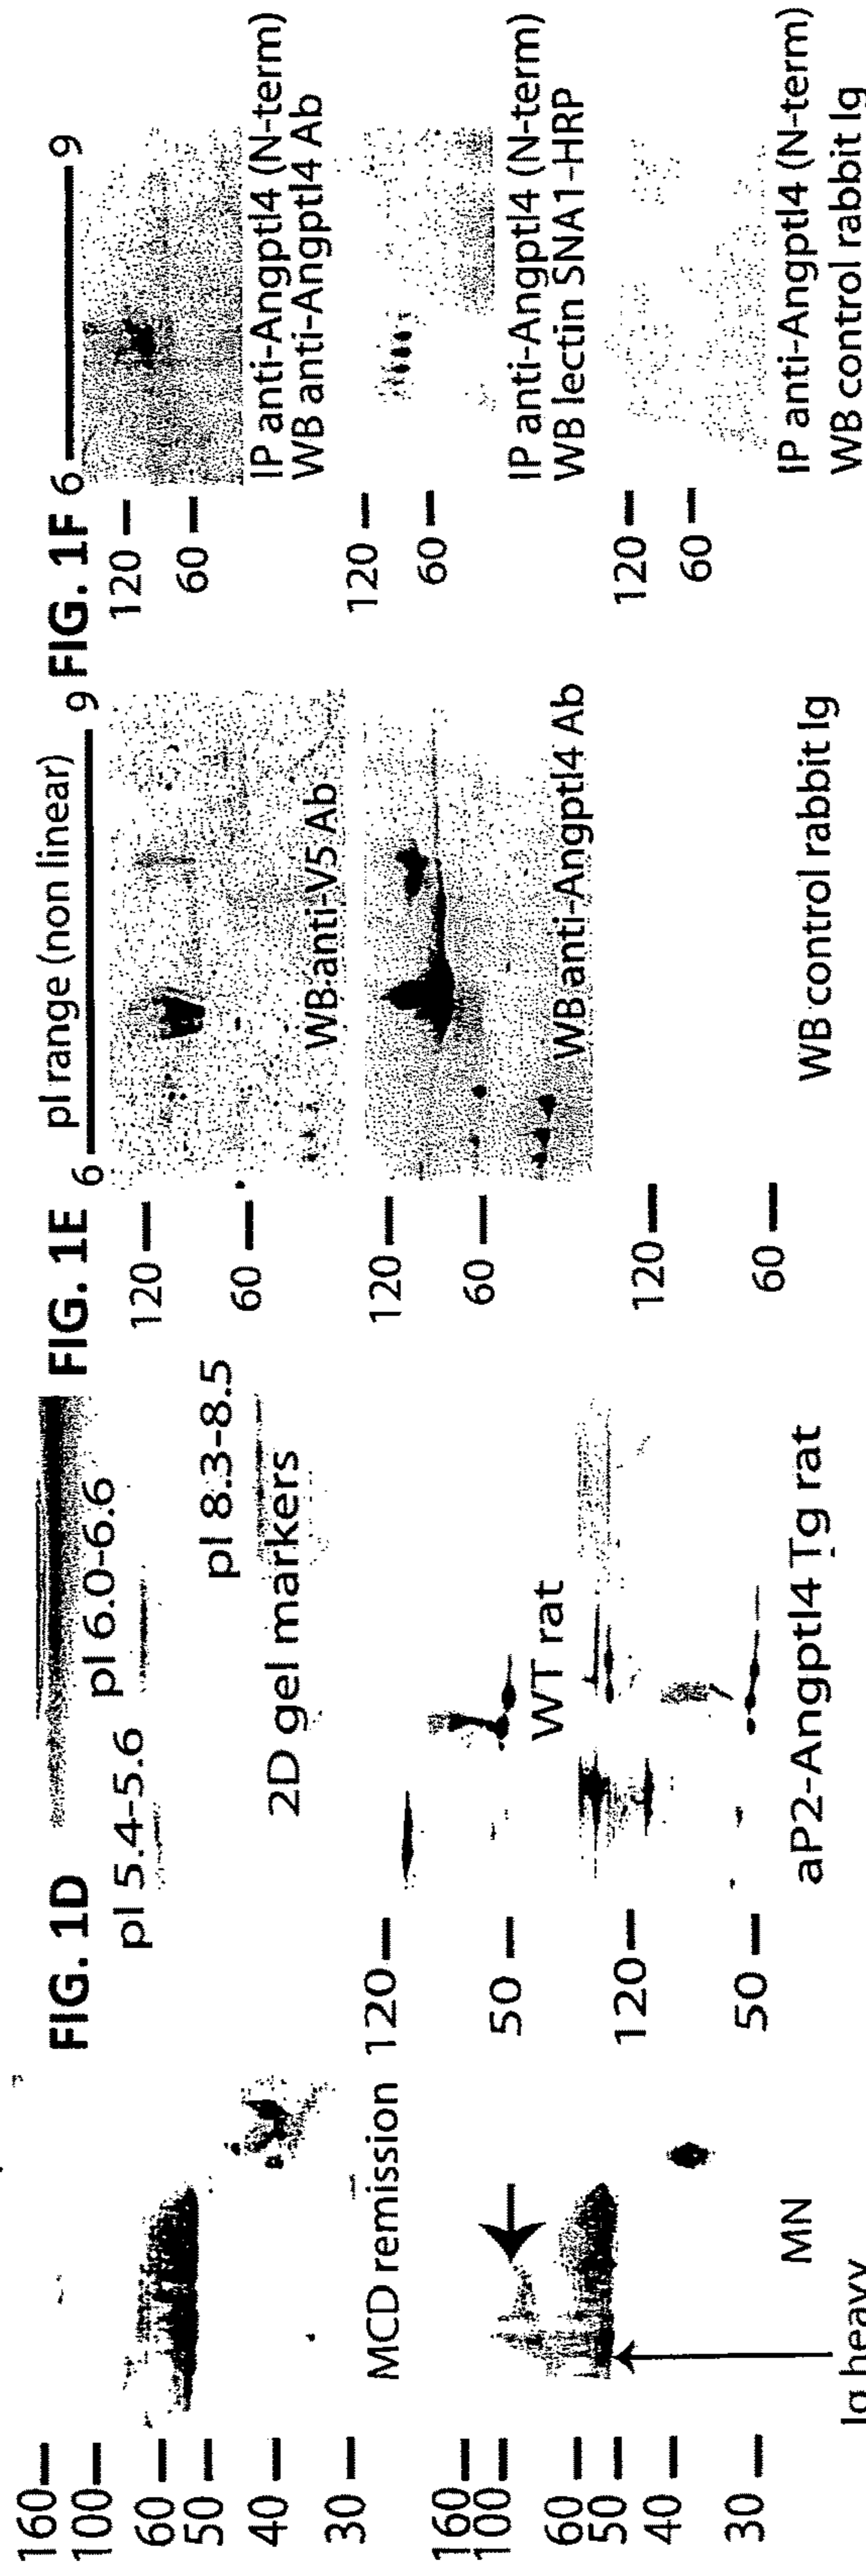 160
100
60
50
40
30
MCD remission
160
100
60
50
40
30
MN
Ig heavy
FIG. 1D
pI 5.4-5.6
pI 6.0-6.6
pI 8.3-8.5
2D gel markers
120
50
WT rat
120
50
aP2-Angptl4 Tg rat
FIG. 1E
6 pI range (non linear) 9
120
60
WB anti-V5 Ab
120
60
WB anti-Angptl4 Ab
120
60
WB control rabbit Ig
FIG. 1F
6 9
120
60
IP anti-Angptl4 (N-term)
WB anti-Angptl4 Ab
120
60
IP anti-Angptl4 (N-term)
WB lectin SNA1-HRP
120
60
IP anti-Angptl4 (N-term)
WB control rabbit Ig